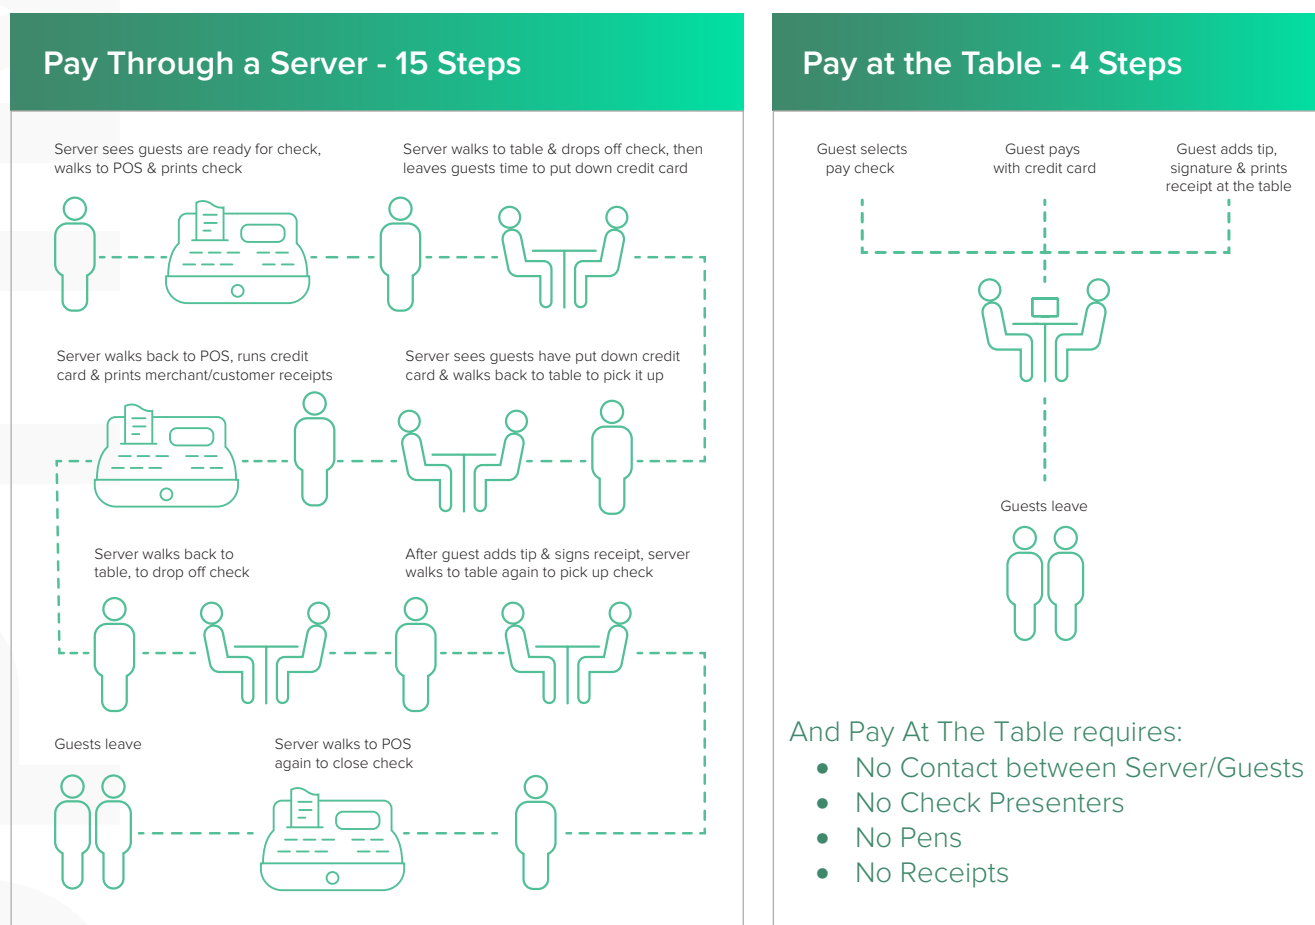 Pay Through a Server - 15 Steps
Server sees guests are ready for check,
walks to POS & prints check
Server walks to table & drops off check, then
leaves guests time to put down credit card
Server walks back to POS, runs credit
card & prints merchant/customer receipts
Server sees guests have put down credit
card & walks back to table to pick it up
Server walks back to
table, to drop off check
After guest adds tip & signs receipt, server
walks to table again to pick up check
Guests leave
Server walks to POS
again to close check
Pay at the Table - 4 Steps
Guest selects
pay check
Guest pays
with credit card
Guest adds tip,
signature & prints
receipt at the table
Guests leave
And Pay At The Table requires:
• No Contact between Server/Guests
• No Check Presenters
• No Pens
• No Receipts